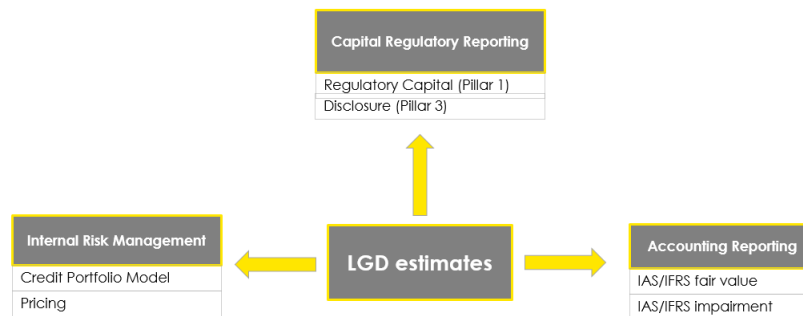 Capital Regulatory Reporting
Regulatory Capital (Pillar 1)
Disclosure (Pillar 3)
Internal Risk Management
Credit Portfolio Model
Pricing
LGD estimates
Accounting Reporting
IAS/IFRS fair value
IAS/IFRS impairment